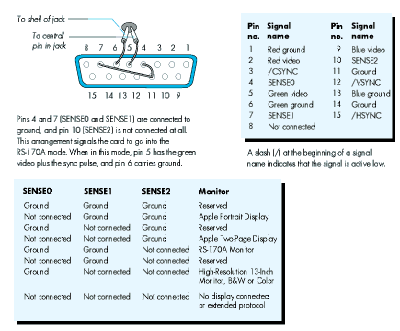 To shell of jack
To central
pin in jack
8 7 6 5 4 3 2 1
15 14 13 12 11 10 9
Pins 4 and 7 (SENSE0 and SENSE1) are connected to
ground, and pin 10 (SENSE2) is not connected at all.
This arrangement signals the card to go into the
RS-170A mode. When in this mode, pin 5 has the green
video plus the sync pulse, and pin 6 carries ground.
Pin Signal Pin Signal
no. name no. name
1 Red ground 9 Blue video
2 Red video 10 SENSE2
3 /CSYNC 11 Ground
4 SENSE0 12 /VSYNC
5 Green video 13 Blue ground
6 Green ground 14 Ground
7 SENSE1 15 /HSYNC
8 Not connected
A slash (/) at the beginning of a signal
name indicates that the signal is active low.
SENSE0 SENSE1 SENSE2 Monitor
Ground Ground Ground Reserved
Not connected Ground Ground Apple Portrait Display
Ground Not connected Ground Reserved
Not connected Not connected Ground Apple Two-Page Display
Ground Ground Not connected RS-170A Monitor
Not connected Ground Not connected Reserved
Ground Not connected Not connected High-Resolution 13-Inch
Monitor, B&W or Color
Not connected Not connected Not connected No display connected
or extended protocol